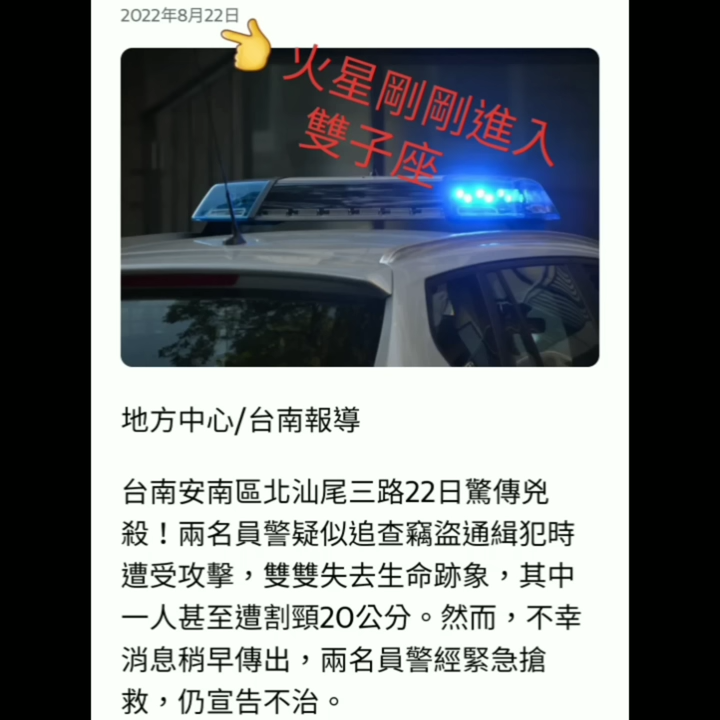 2022年8月22日
火星剛剛進入
雙子座
地方中心/台南報導
台南安南區北汕尾三路22日驚傳兇
殺！兩名員警疑似追查竊盜通緝犯時
遭受攻擊，雙雙失去生命跡象，其中
一人甚至遭割頸20公分。然而，不幸
消息稍早傳出，兩名員警經緊急搶
救，仍宣告不治。